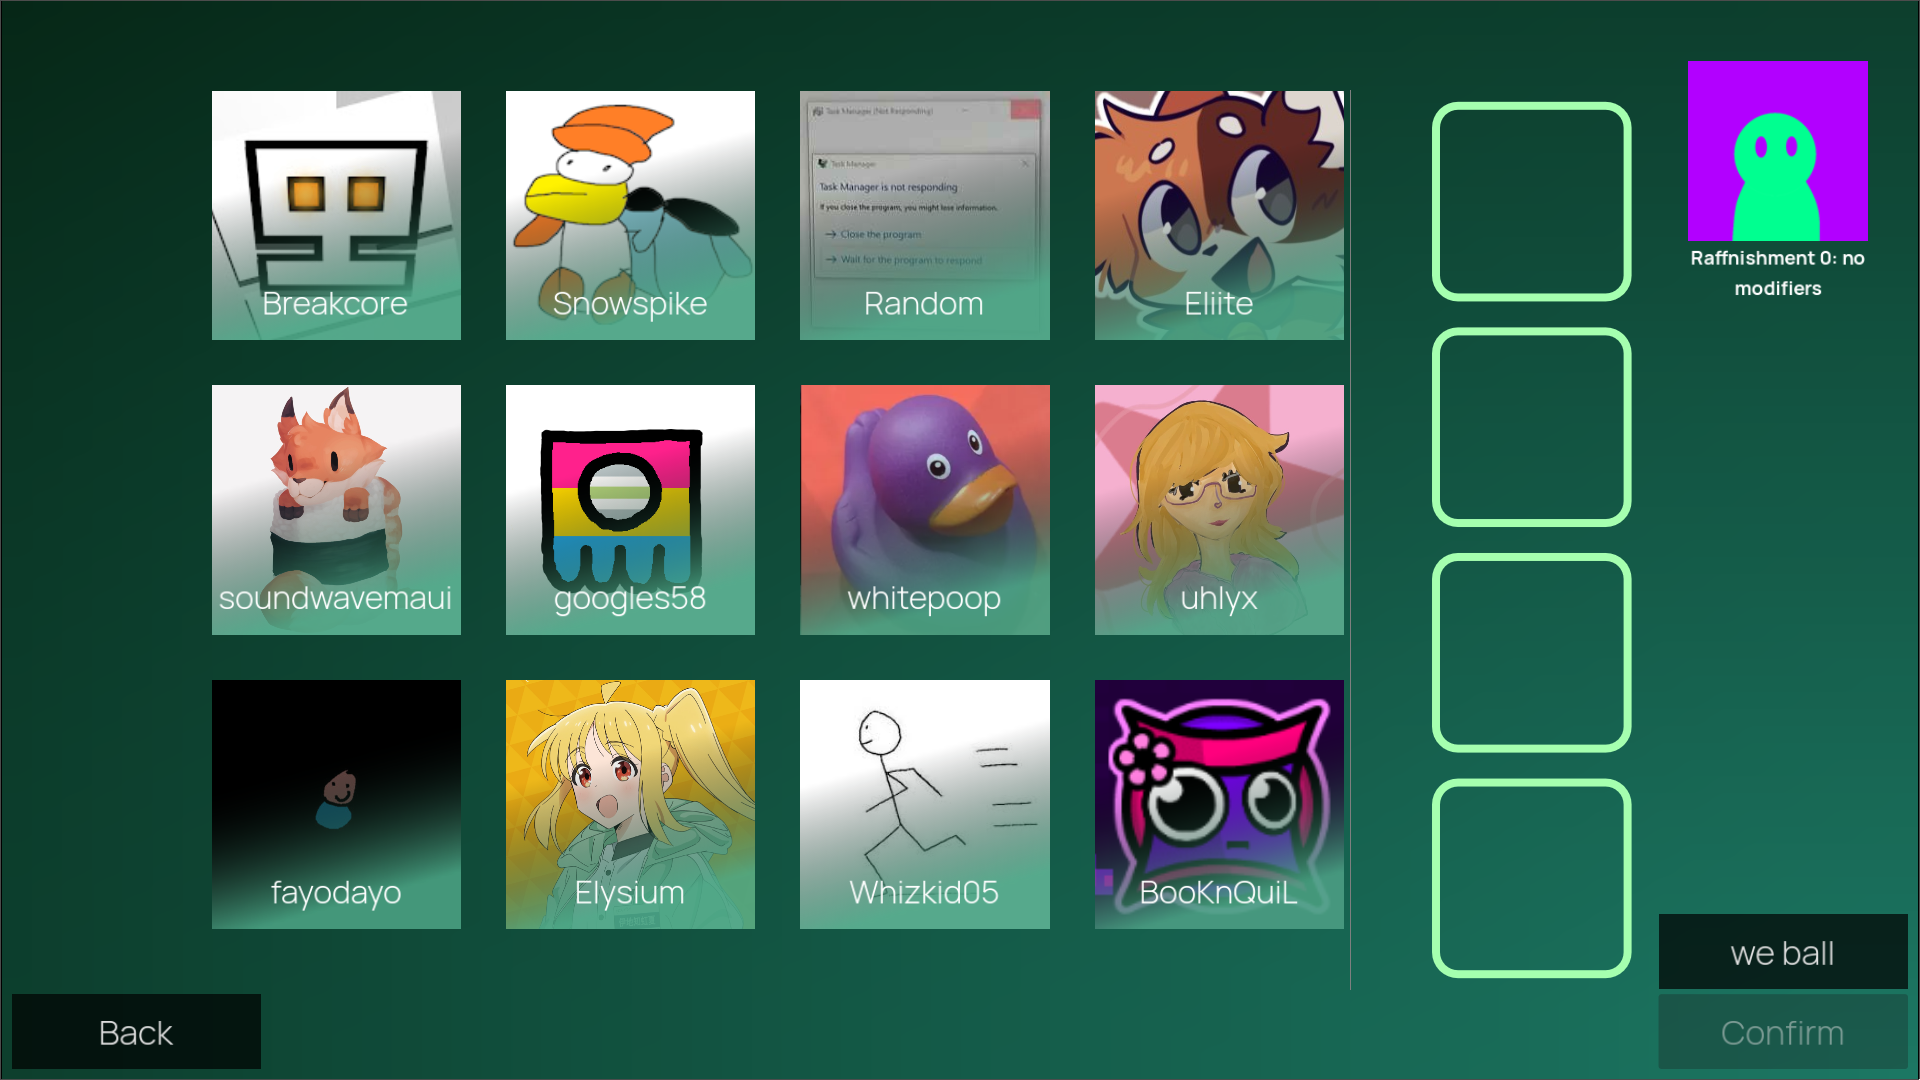 Task Manager (Not Responding)
Task Manager
Task Manager is not responding
If you close the program, you might lose information.
→ Close the program
→ Wait for the program to respond
Breakcore
Snowspike
Random
Eliite
Raffnishment 0: no
modifiers
soundwavemaui
googles58
whitepoop
uhlyx
fayodayo
Elysium
Whizkid05
BooKnQuiL
we ball
Back
Confirm